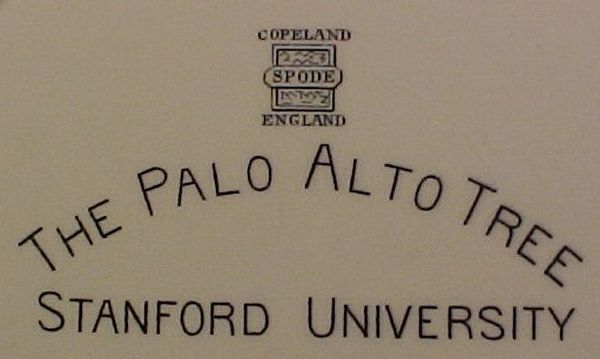 COPELAND
SPODE
ENGLAND
THE PALO ALTO TREE
STANFORD UNIVERSITY